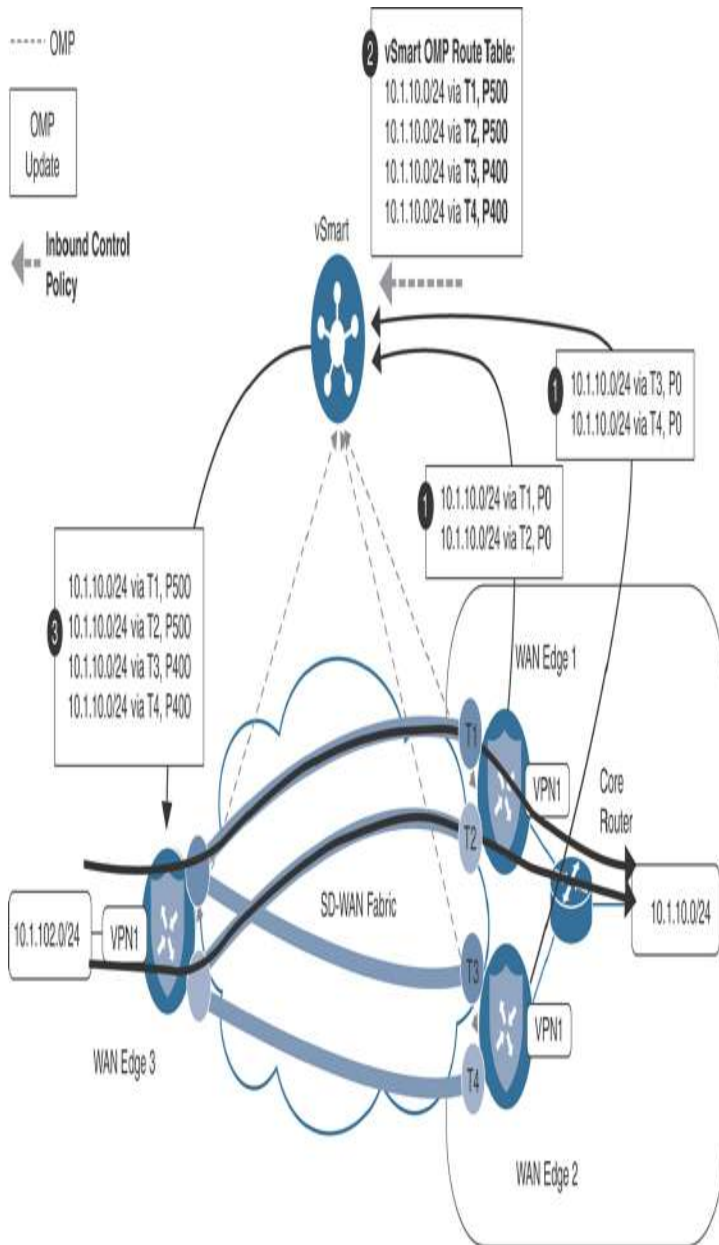 OMP
OMP
Update
Inbound Control
Policy
2
vSmart OMP Route Table:
10.1.10.0/24 via T1, P500
10.1.10.0/24 via T2, P500
10.1.10.0/24 via T3, P400
10.1.10.0/24 via T4, P400
vSmart
1
10.1.10.0/24 via T3, P0
10.1.10.0/24 via T4, P0
1
10.1.10.0/24 via T1, P0
10.1.10.0/24 via T2, P0
3
10.1.10.0/24 via T1, P500
10.1.10.0/24 via T2, P500
10.1.10.0/24 via T3, P400
10.1.10.0/24 via T4, P400
WAN Edge 1
T1
VPN1
Core
Router
T2
SD-WAN Fabric
10.1.102.0/24
VPN1
10.1.10.0/24
T3
VPN1
WAN Edge 3
T4
WAN Edge 2